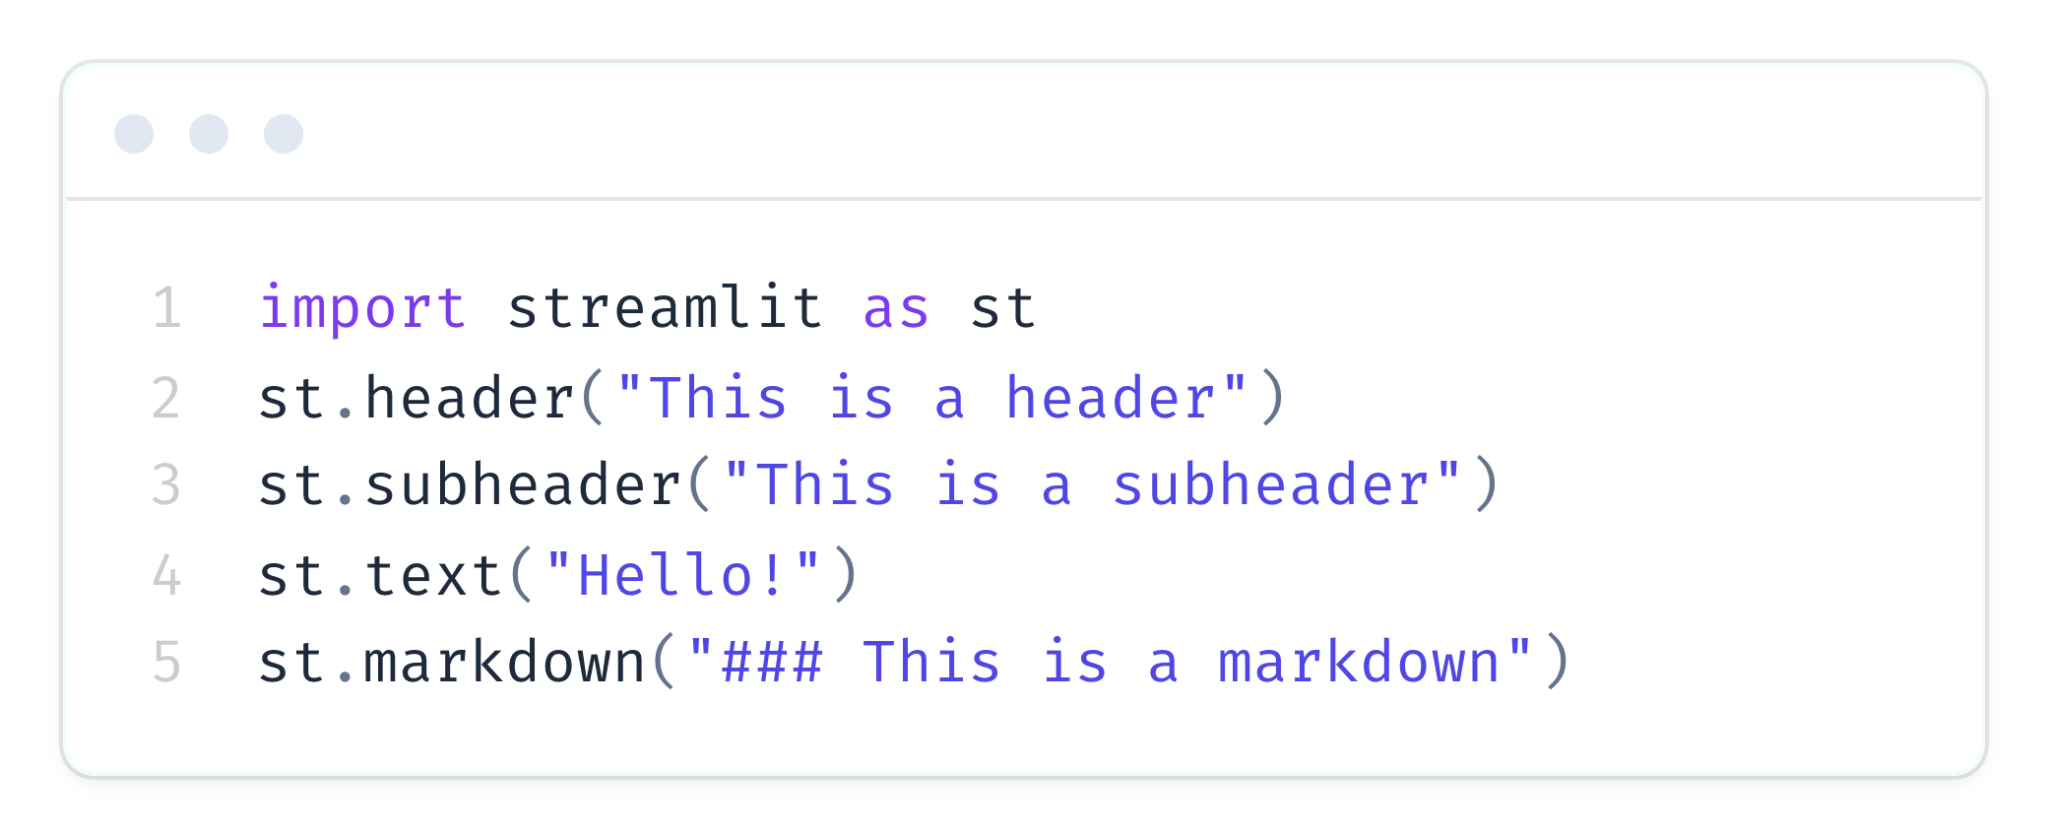 1 import streamlit as st
2 st.header("This is a header")
3 st.subheader("This is a subheader")
4 st.text("Hello!")
5 st.markdown("### This is a markdown")